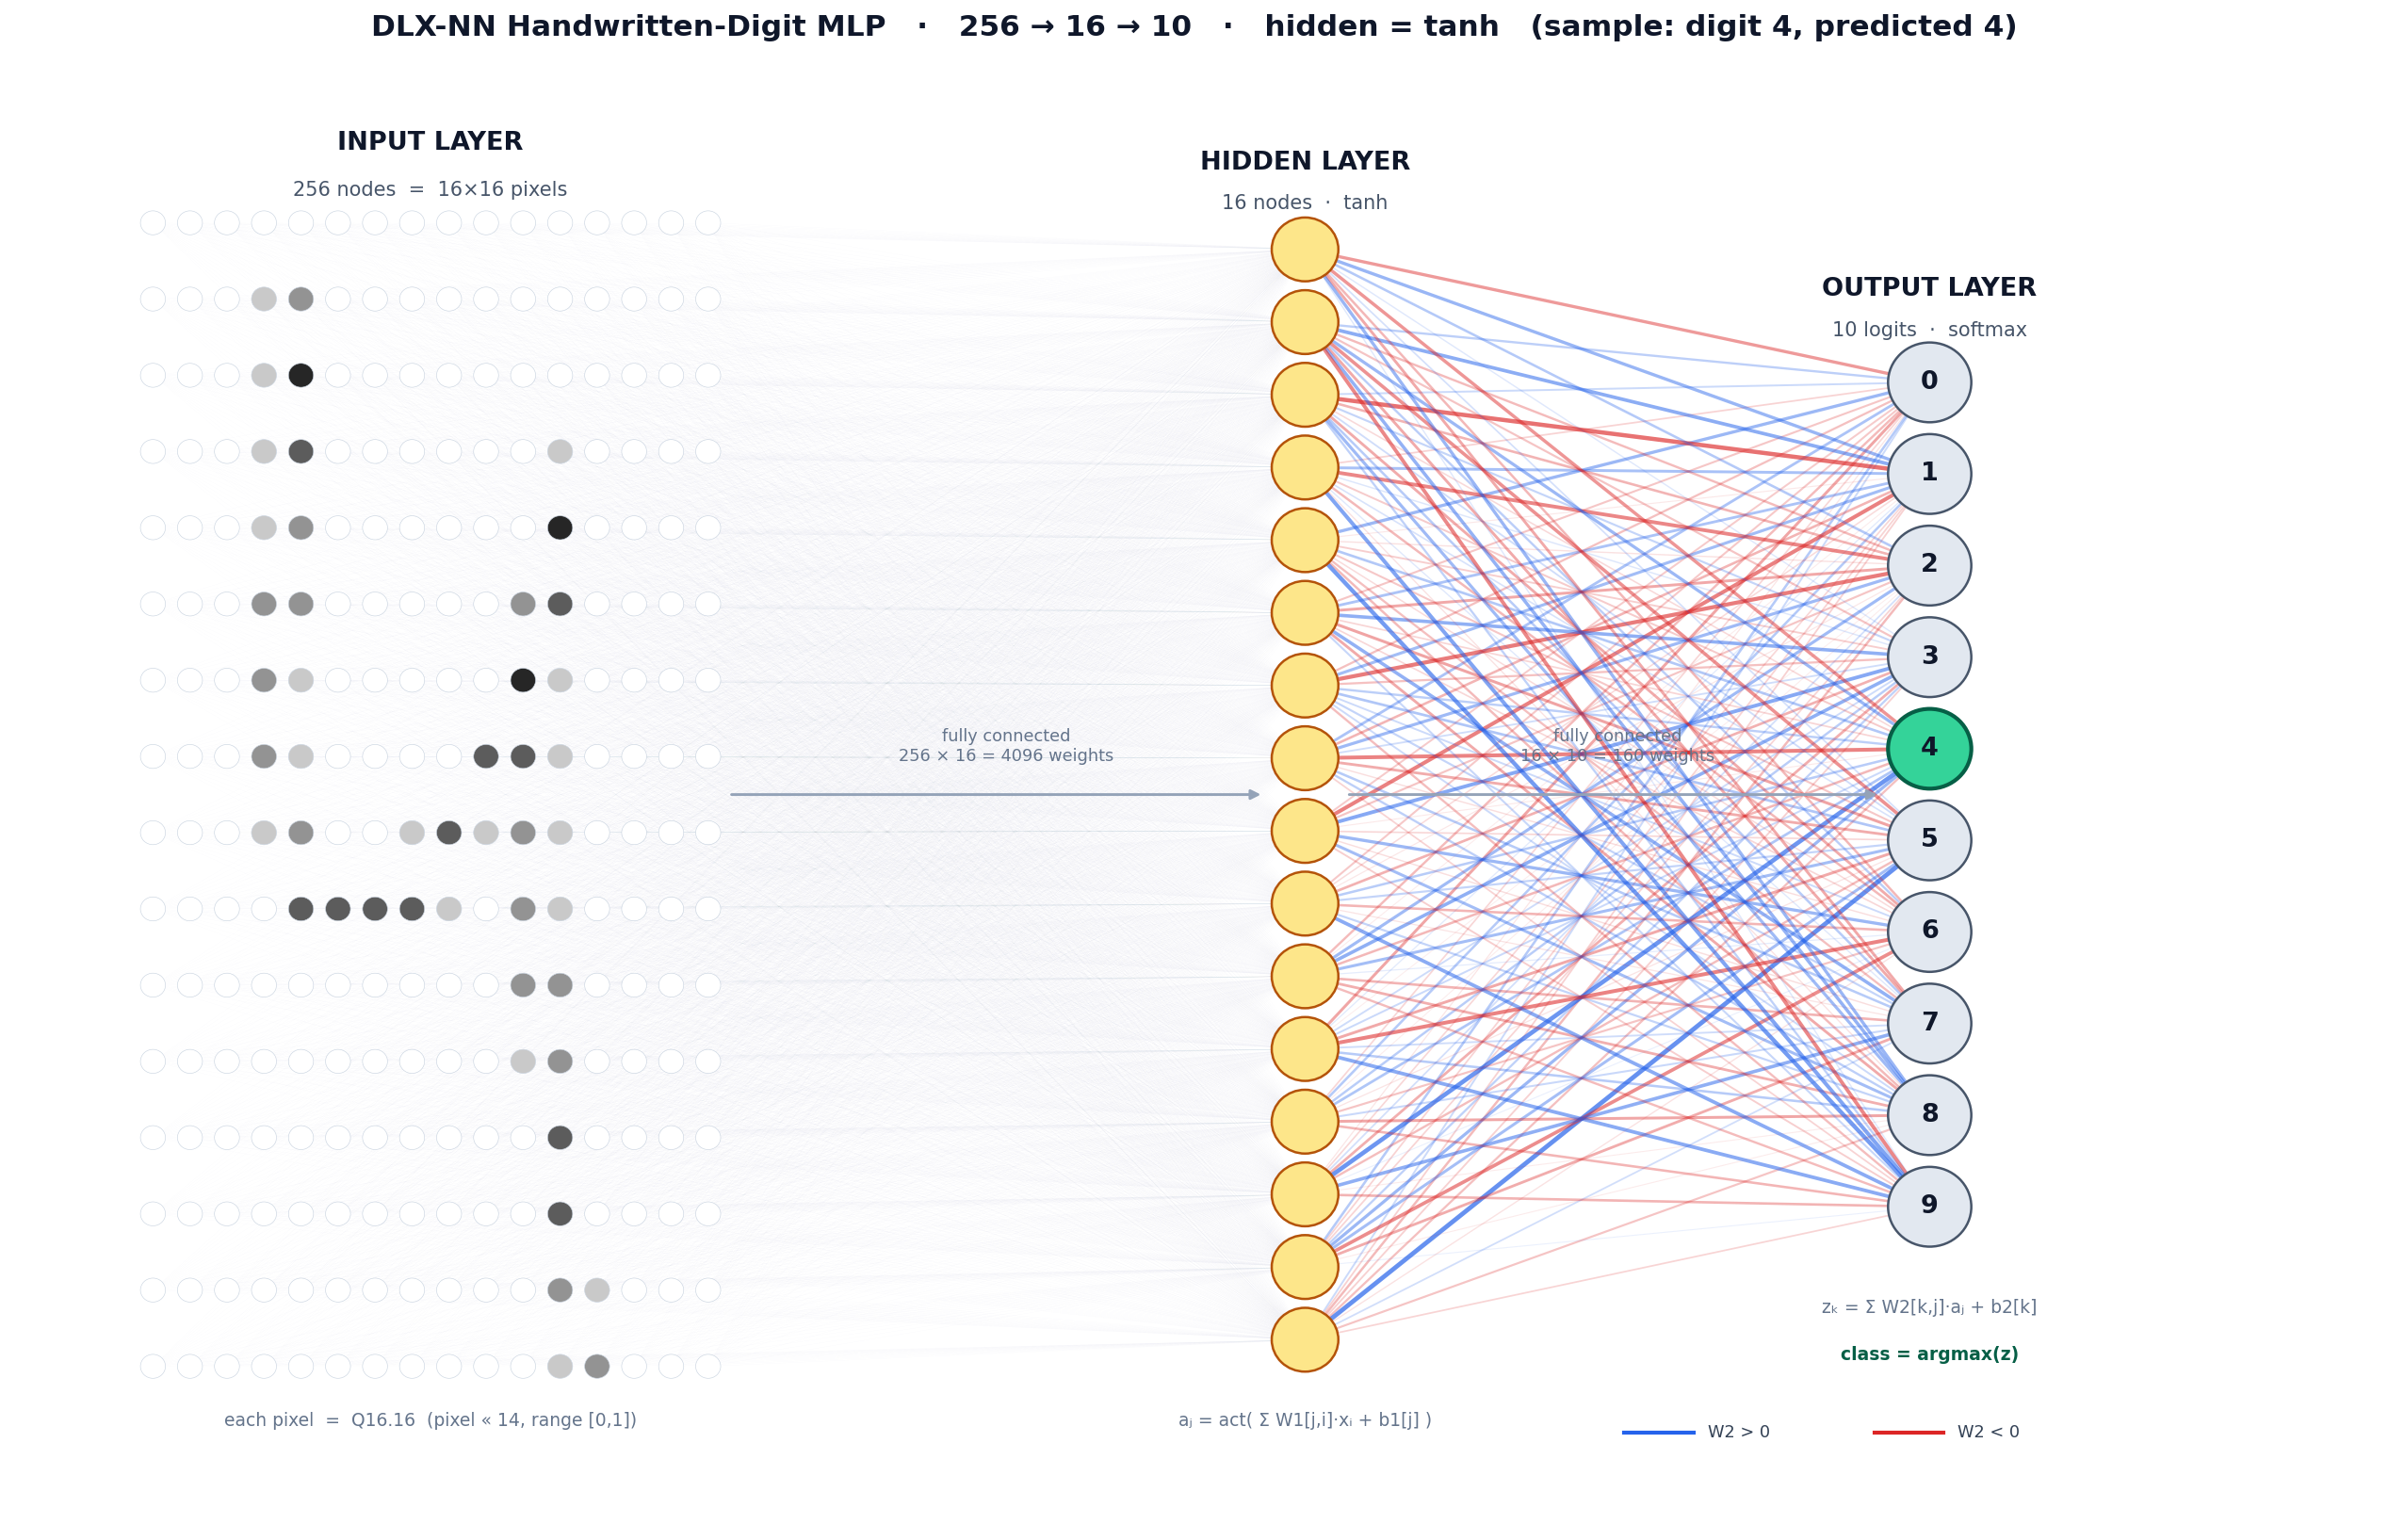 DLX-NN Handwritten-Digit MLP · 256 → 16 → 10 · hidden = tanh (sample: digit 4, predicted 4)
INPUT LAYER
256 nodes = 16×16 pixels
HIDDEN LAYER
16 nodes · tanh
OUTPUT LAYER
10 logits · softmax
0
1
2
3
4
5
6
7
8
9
fully connected
256 × 16 = 4096 weights
fully connected
16 × 10 = 160 weights
zₖ = Σ W2[k,j]·aⱼ + b2[k]
class = argmax(z)
each pixel = Q16.16 (pixel « 14, range [0,1])
aⱼ = act( Σ W1[j,i]·xᵢ + b1[j] )
W2 > 0
W2 < 0